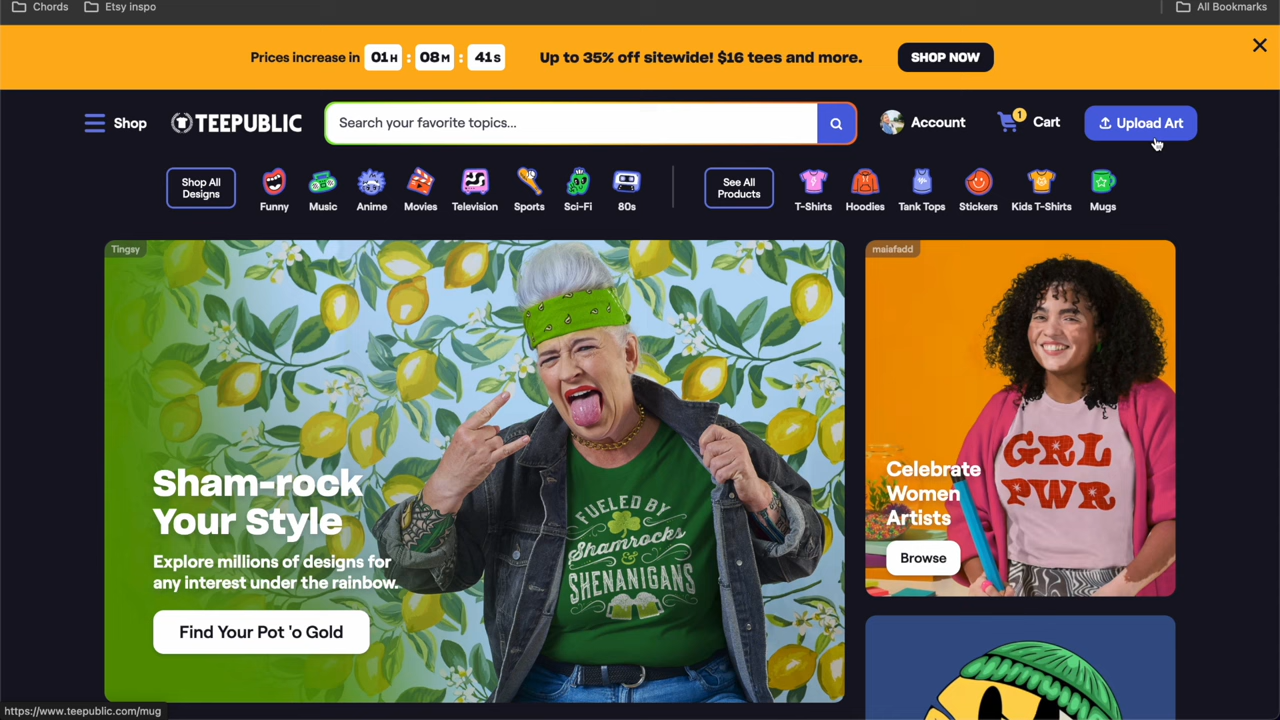 Chords Etsy inspo All Bookmarks
Prices increase in 01H : 08M : 41S Up to 35% off sitewide! $16 tees and more. SHOP NOW
Shop TEEPUBLIC Search your favorite topics... Account 1 Cart Upload Art
Shop All
Designs
Funny Music Anime Movies Television Sports Sci-Fi 80s
See All
Products
T-Shirts Hoodies Tank Tops Stickers Kids T-Shirts Mugs
Tingsy
Sham-rock
Your Style
Explore millions of designs for
any interest under the rainbow.
Find Your Pot 'o Gold
FUELED BY
Shamrocks
&
SHENANIGANS
maiafadd
GRL
PWR
Celebrate
Women
Artists
Browse
https://www.teepublic.com/mug